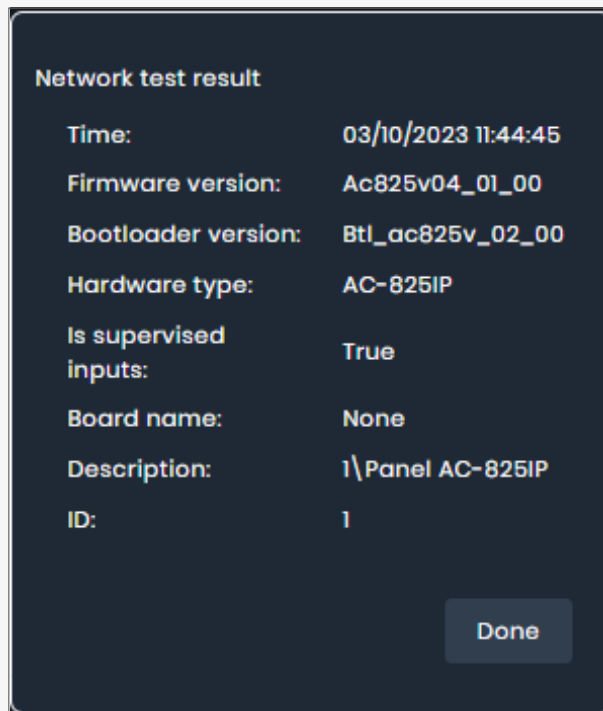 Network test result
Time: 03/10/2023 11:44:45
Firmware version: Ac825v04_01_00
Bootloader version: Btl_ac825v_02_00
Hardware type: AC-825IP
Is supervised
inputs: True
Board name: None
Description: 1\Panel AC-825IP
ID: 1
Done